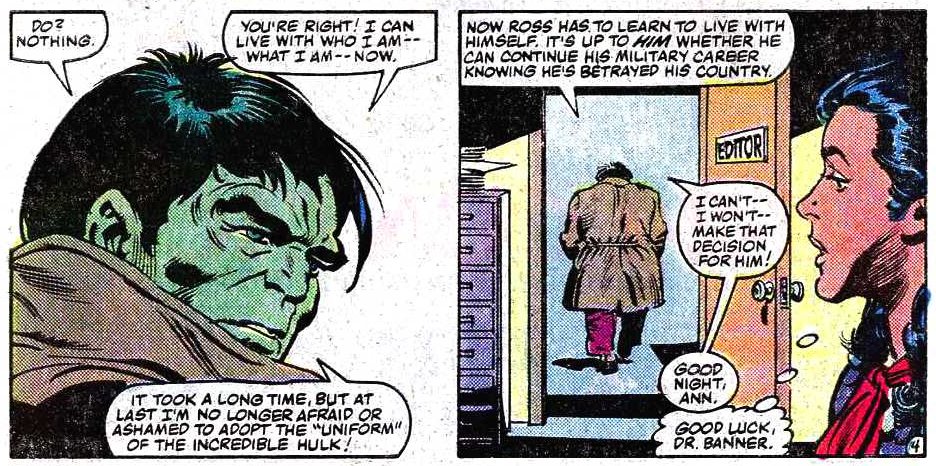 DO?
NOTHING.
YOU'RE RIGHT! I CAN
LIVE WITH WHO I AM--
WHAT I AM--NOW.
IT TOOK A LONG TIME, BUT AT
LAST I'M NO LONGER AFRAID OR
ASHAMED TO ADOPT THE "UNIFORM"
OF THE INCREDIBLE HULK!
NOW ROSS HAS TO LEARN TO LIVE WITH
HIMSELF. IT'S UP TO HIM WHETHER HE
CAN CONTINUE HIS MILITARY CAREER
KNOWING HE'S BETRAYED HIS COUNTRY.
EDITOR
I CAN'T--
I WON'T--
MAKE THAT
DECISION
FOR HIM!
GOOD
NIGHT,
ANN.
GOOD LUCK,
DR. BANNER.
4